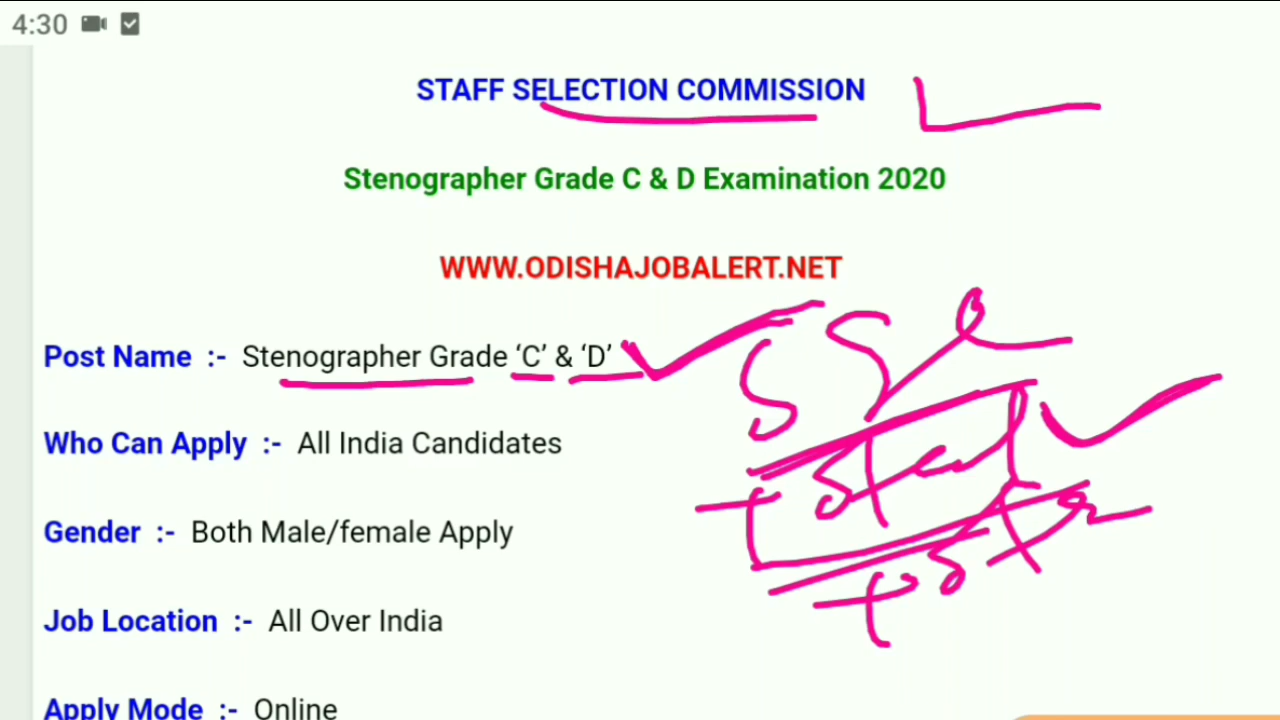 4:30
STAFF SELECTION COMMISSION
Stenographer Grade C & D Examination 2020
WWW.ODISHAJOBALERT.NET
Post Name :- Stenographer Grade ‘C’ & ‘D’
Who Can Apply :- All India Candidates
Gender :- Both Male/female Apply
Job Location :- All Over India
Apply Mode :- Online